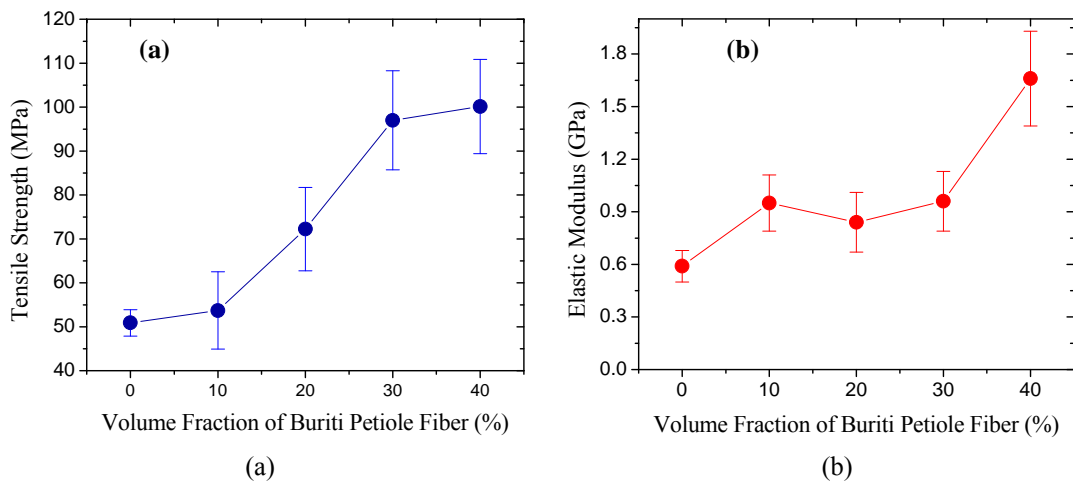 (a)
120
110
100
90
80
70
60
50
40
Tensile Strength (MPa)
0 10 20 30 40
Volume Fraction of Buriti Petiole Fiber (%)
(a)
(b)
1.8
1.5
1.2
0.9
0.6
0.3
0.0
Elastic Modulus (GPa)
0 10 20 30 40
Volume Fraction of Buriti Petiole Fiber (%)
(b)